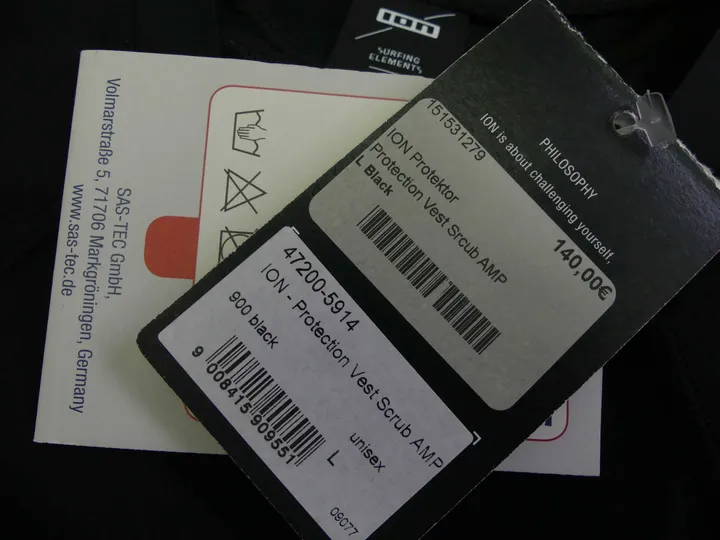 ion
SURFING
ELEMENTS
SAS-TEC GmbH,
Volmarstraße 5, 71706 Markgröningen, Germany
www.sas-tec.de
PHILOSOPHY
ION is about challenging yourself.
151531279
ION Protektor
Protection Vest Srcub AMP
L Black
140,00€
47200-5914
ION - Protection Vest Scrub AMP
900 black
unisex
9 008415 909551
L
09077